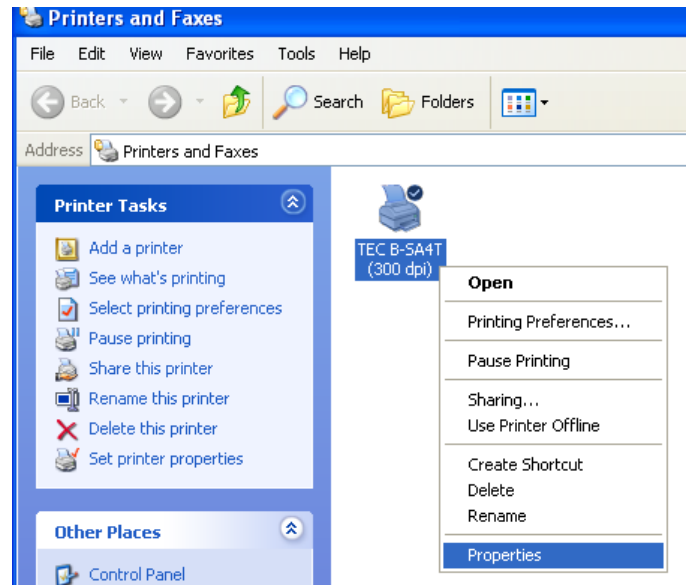 Printers and Faxes
File Edit View Favorites Tools Help
Back Search Folders
Address Printers and Faxes
Printer Tasks
Add a printer
See what's printing
Select printing preferences
Pause printing
Share this printer
Rename this printer
Delete this printer
Set printer properties
Other Places
Control Panel
TEC B-SA4T
(300 dpi)
Open
Printing Preferences...
Pause Printing
Sharing...
Use Printer Offline
Create Shortcut
Delete
Rename
Properties